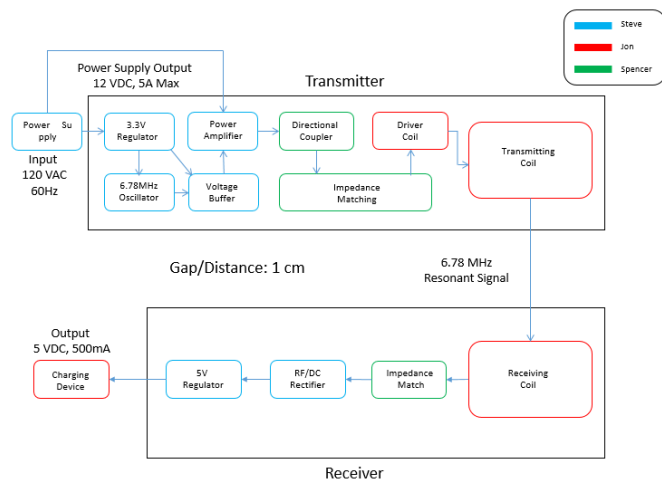 Steve
Jon
Spencer
Power Supply Output
12 VDC, 5A Max
Transmitter
Power Su
pply
3.3V
Regulator
Power
Amplifier
Directional
Coupler
Driver
Coil
Transmitting
Coil
Input
120 VAC
60Hz
6.78MHz
Oscillator
Voltage
Buffer
Impedance
Matching
Gap/Distance: 1 cm
6.78 MHz
Resonant Signal
Output
5 VDC, 500mA
Charging
Device
5V
Regulator
RF/DC
Rectifier
Impedance
Match
Receiving
Coil
Receiver